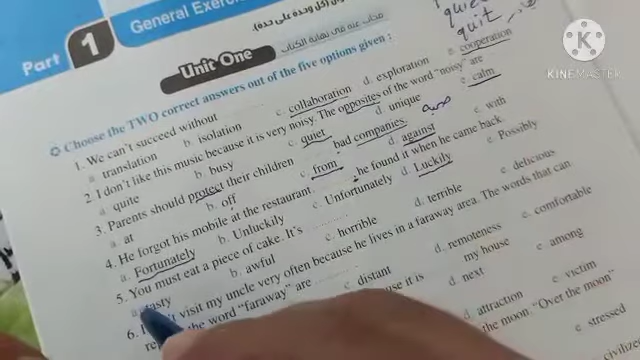 Part 1 General Exerci
مجاب عنه في نهاية الكتاب
quit
Unit One
KINEMASTER
Choose the TWO correct answers out of the five options given :
1. We can't succeed without
a translation b. isolation c. collaboration d. exploration e. cooperation
2. I don't like this music because it is very noisy. The opposites of the word "noisy" are
a quite b. busy c. quiet d. unique e. calm
3. Parents should protect their children bad companies.
a. at b. off c. from d. against e. with
4. He forgot his mobile at the restaurant. he found it when he came back.
a. Fortunately b. Unluckily c. Unfortunately d. Luckily e. Possibly
5. You must eat a piece of cake. It's
a. tasty b. awful c. horrible d. terrible e. delicious
6. I visit my uncle very often because he lives in a faraway area. The words that can
the word "faraway" are
c. distant d. remoteness e. comfortable
use it is my house
d. next e. among
the moon. "Over the moon"
d. attraction e. victim
e. stressed